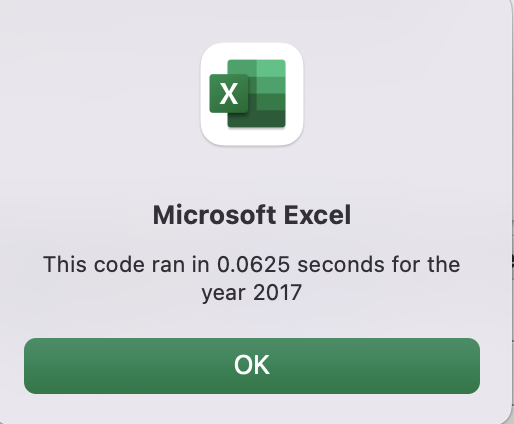 X
Microsoft Excel
This code ran in 0.0625 seconds for the
year 2017
OK